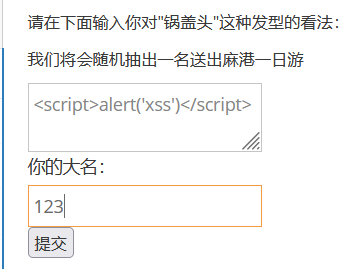 请在下面输入你对"锅盖头"这种发型的看法:
我们将会随机抽出一名送出麻港一日游
<script>alert('xss')</script>
你的大名:
123
提交